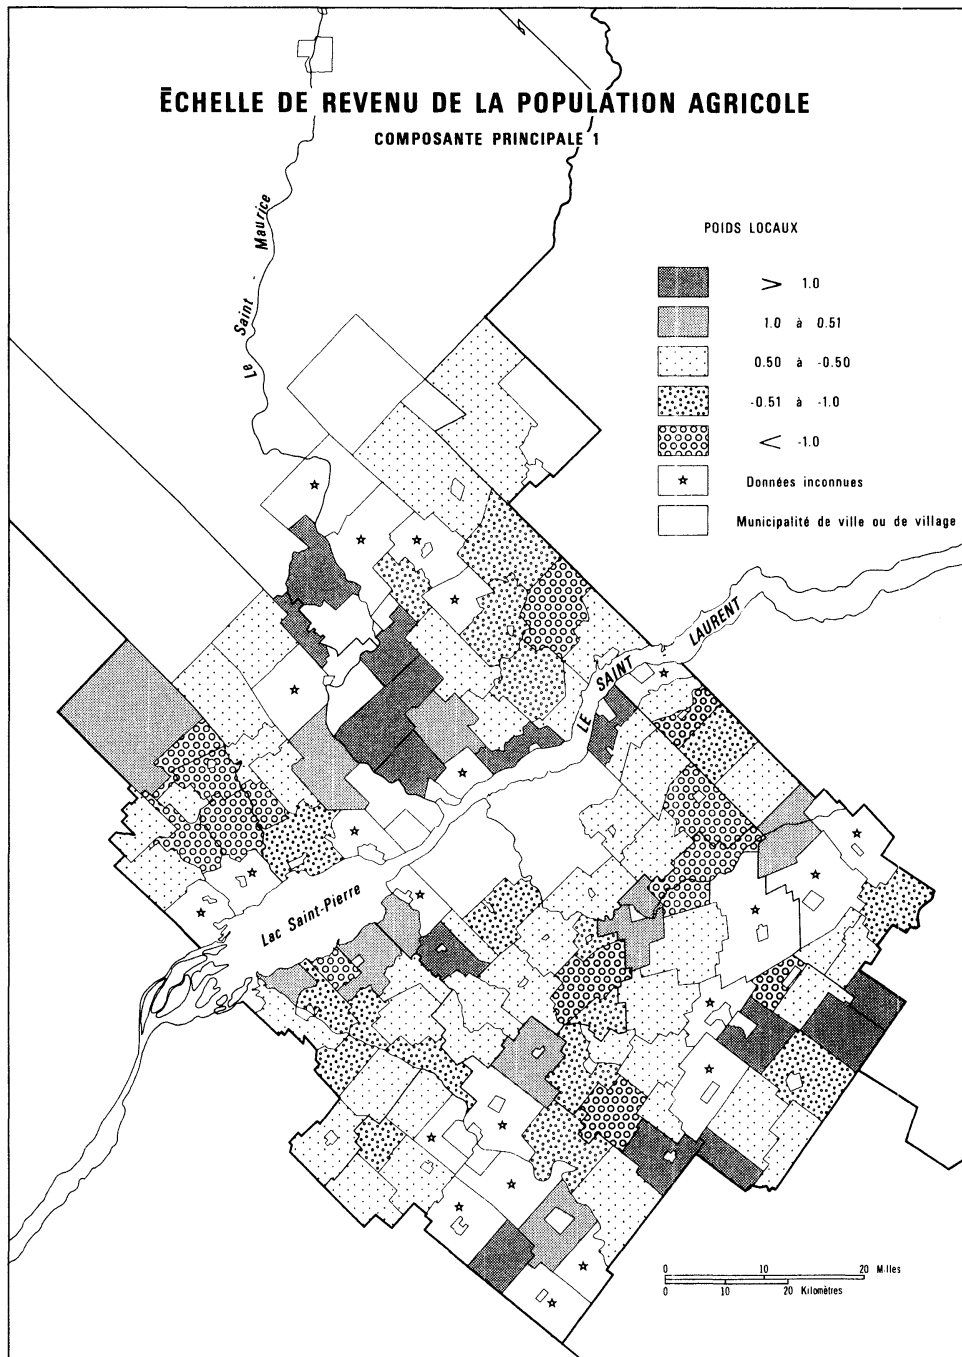 ÉCHELLE DE REVENU DE LA POPULATION AGRICOLE
COMPOSANTE PRINCIPALE 1
Le Saint - Maurice
POIDS LOCAUX
> 1.0
1.0 à 0.51
0.50 à -0.50
-0.51 à -1.0
< -1.0
Données inconnues
Municipalité de ville ou de village
LE SAINT LAURENT
Lac Saint-Pierre
0 10 20 Milles
0 10 20 Kilomètres